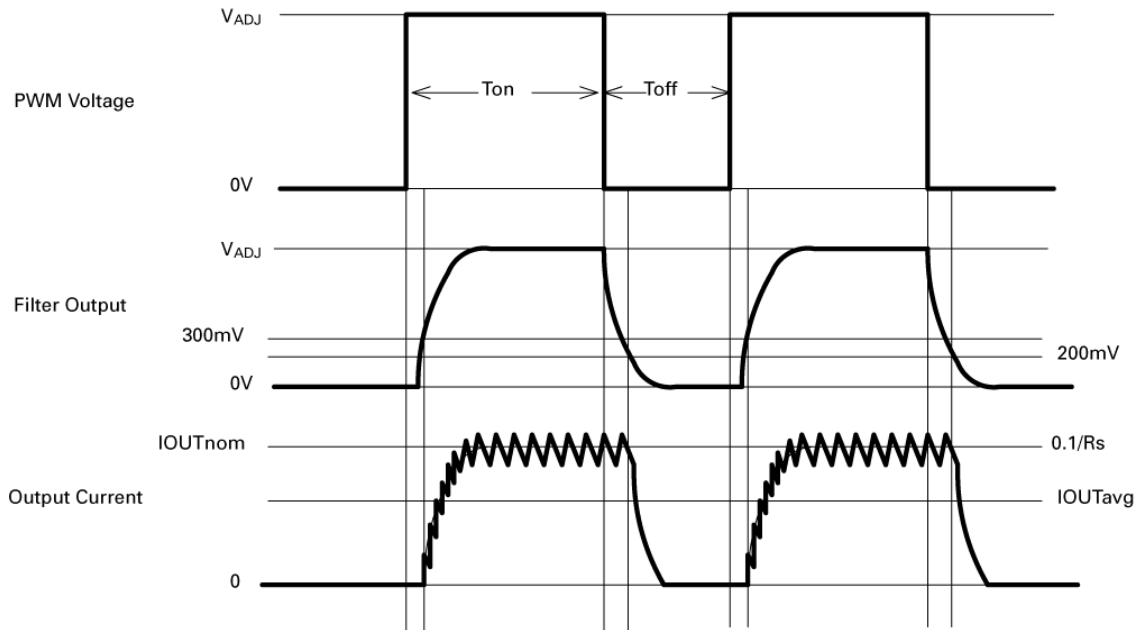 VADJ
PWM Voltage
Ton
Toff
0V
VADJ
Filter Output
300mV
200mV
0V
IOUTnom
0.1/Rs
Output Current
IOUTavg
0